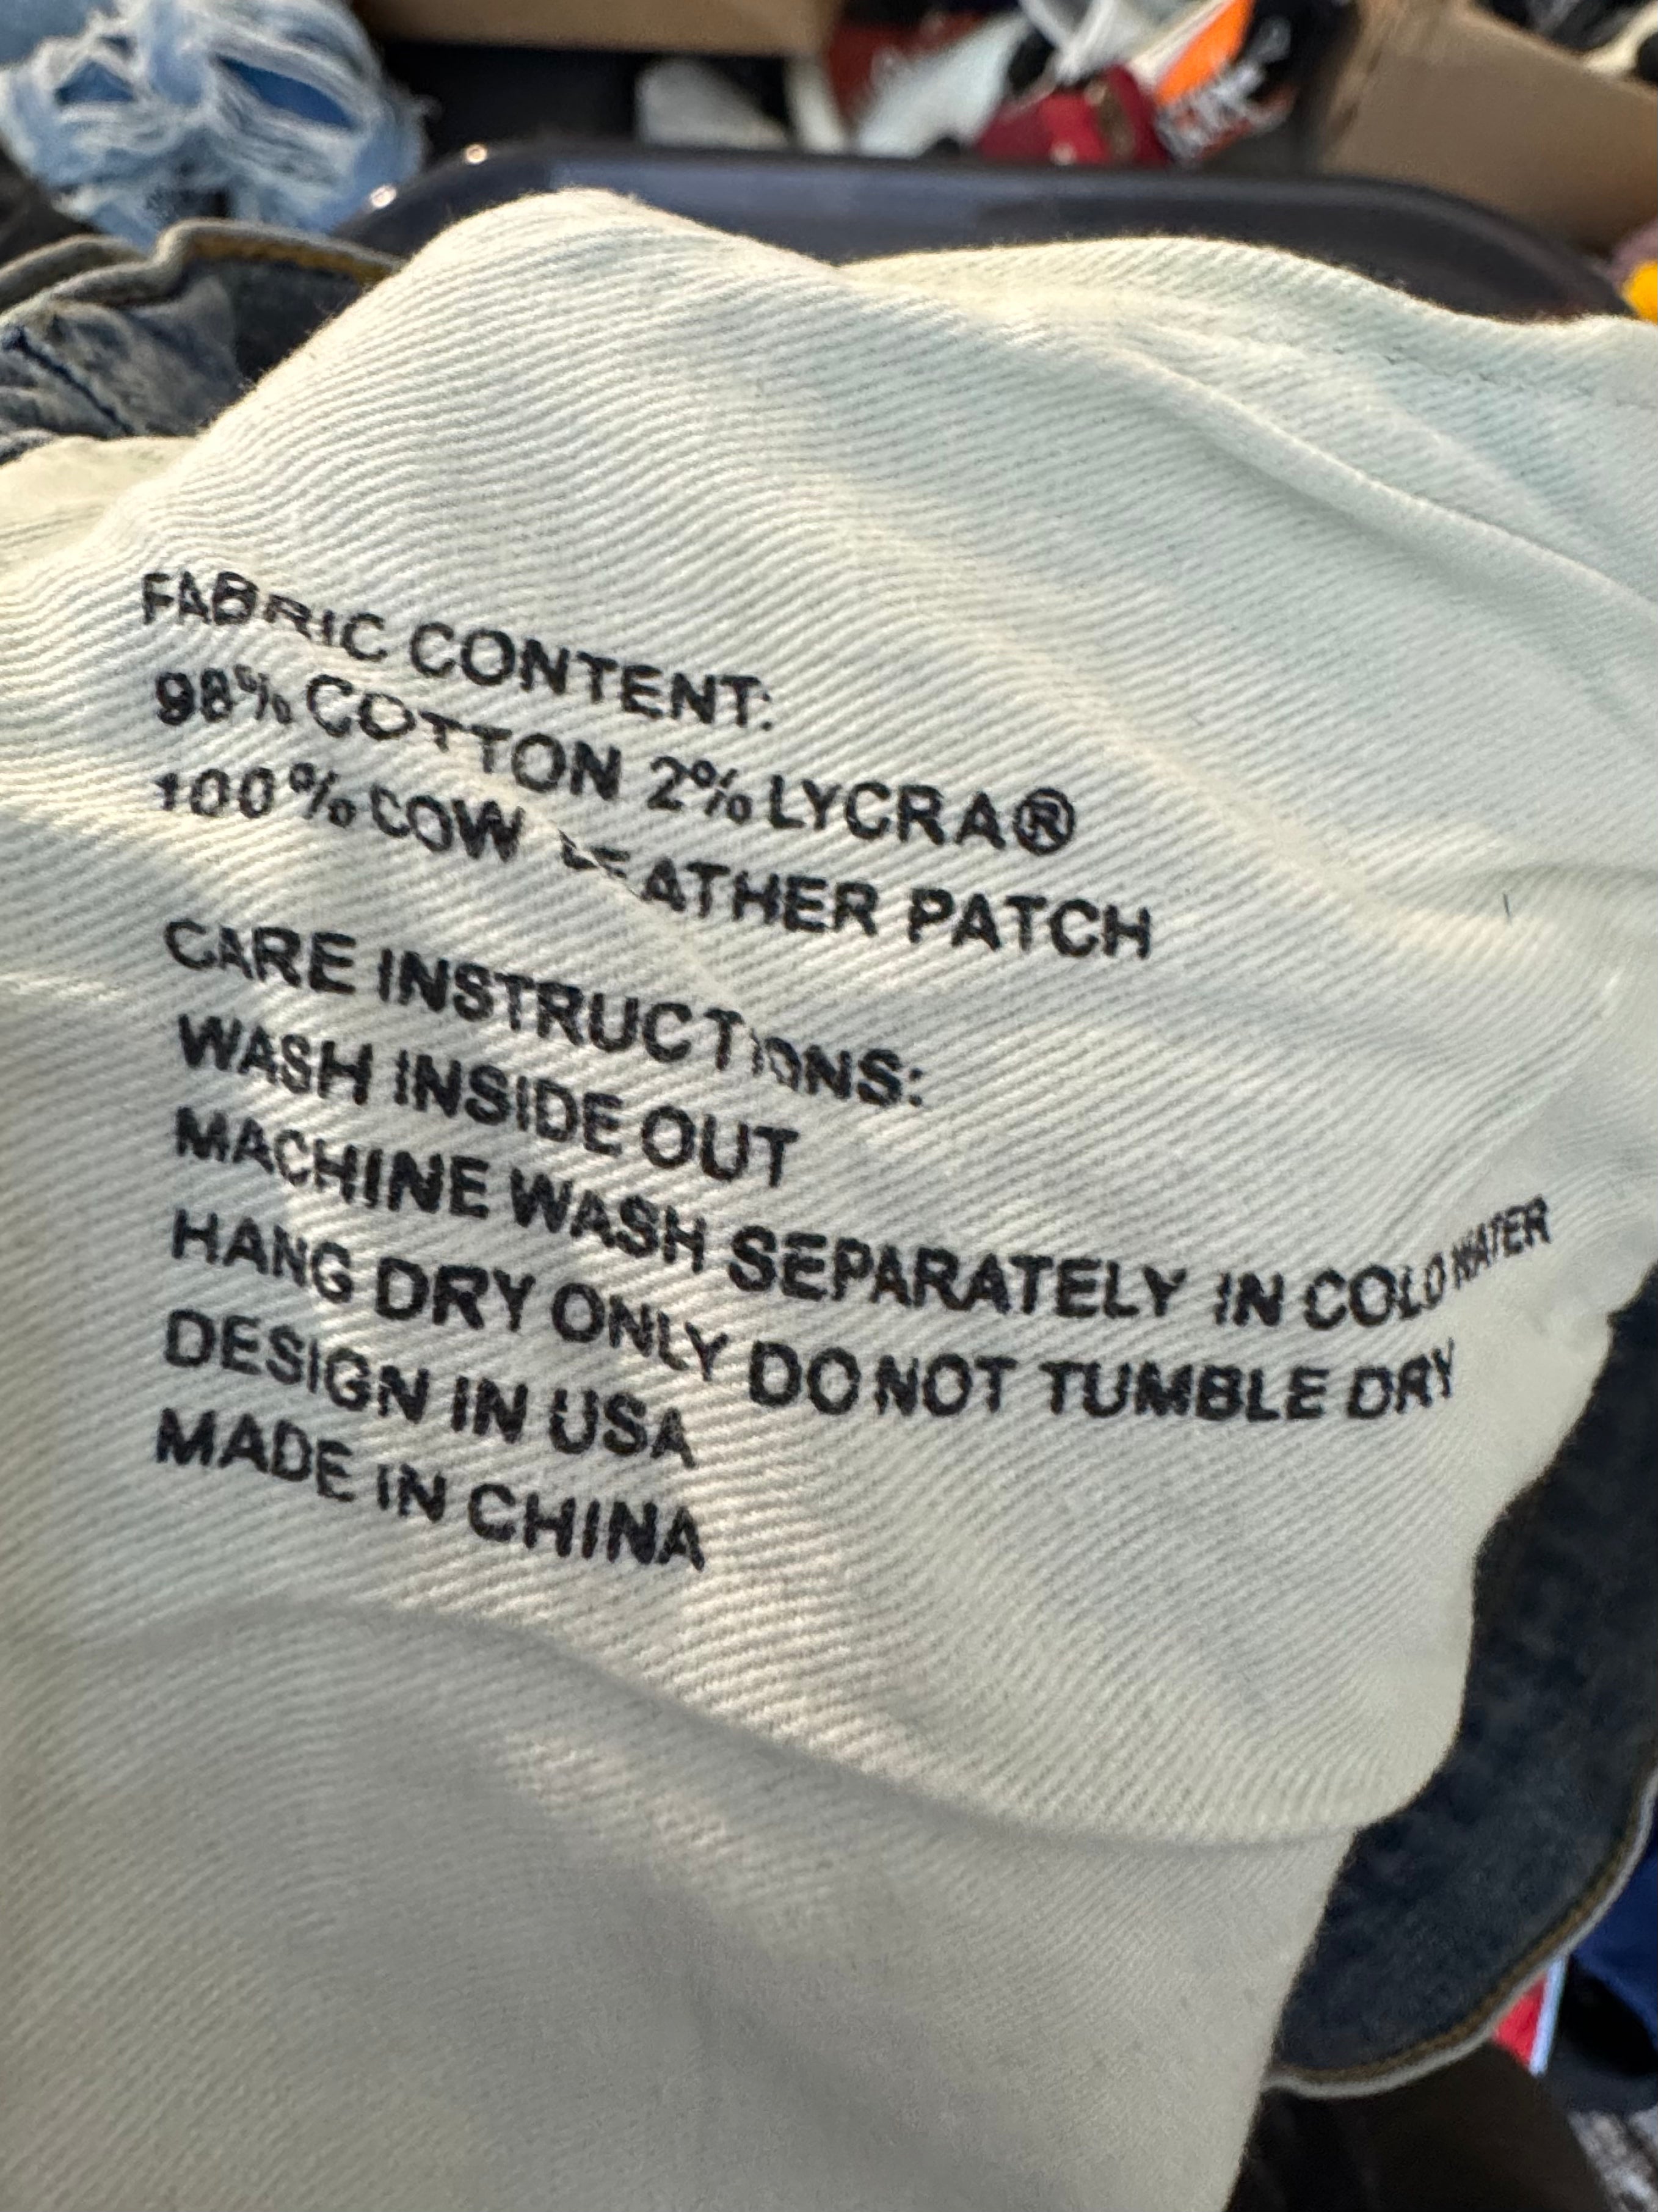 FABRIC CONTENT:
98% COTTON 2% LYCRA®
100% COW LEATHER PATCH
CARE INSTRUCTIONS:
WASH INSIDE OUT
MACHINE WASH SEPARATELY IN COLD WATER
HANG DRY ONLY DO NOT TUMBLE DRY
DESIGN IN USA
MADE IN CHINA